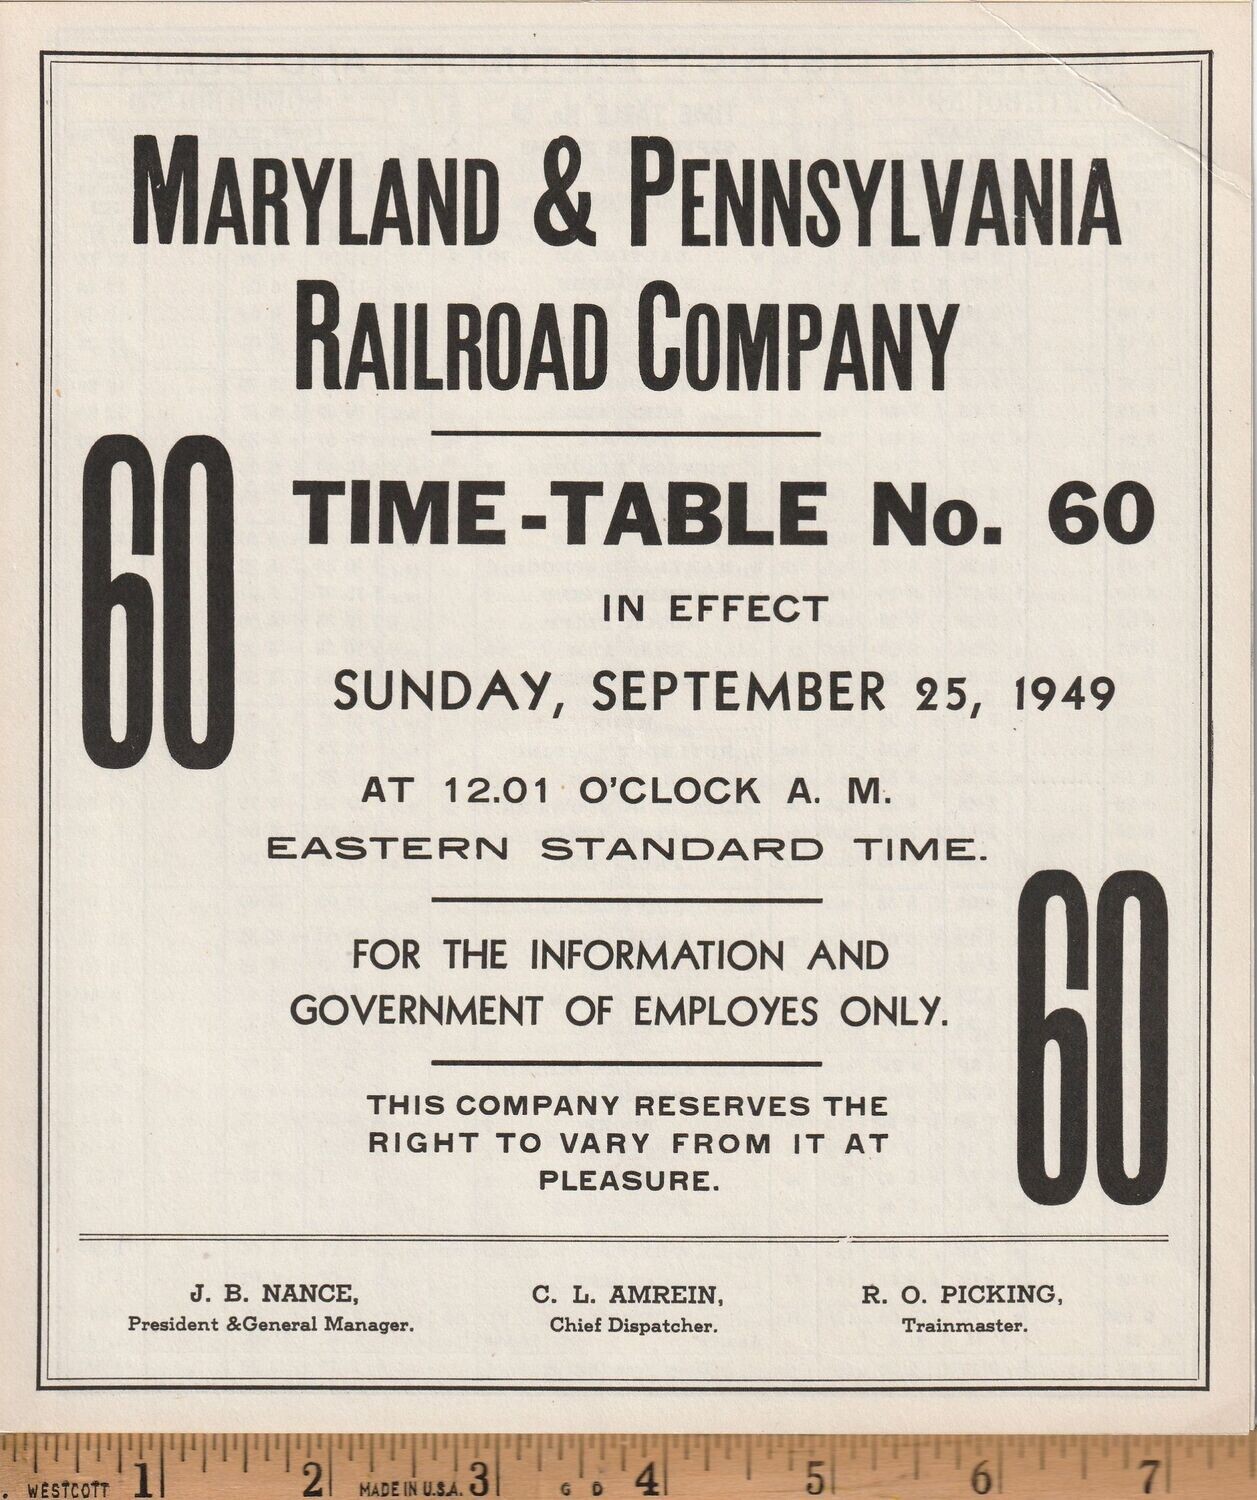 MARYLAND & PENNSYLVANIA
RAILROAD COMPANY
60
TIME-TABLE No. 60
IN EFFECT
SUNDAY, SEPTEMBER 25, 1949
AT 12.01 O'CLOCK A. M.
EASTERN STANDARD TIME.
60
FOR THE INFORMATION AND
GOVERNMENT OF EMPLOYES ONLY.
THIS COMPANY RESERVES THE
RIGHT TO VARY FROM IT AT
PLEASURE.
J. B. NANCE, C. L. AMREIN, R. O. PICKING,
President &General Manager. Chief Dispatcher. Trainmaster.
WESTCOTT 1 2 MADE IN U.S.A. 3 G D 4 5 6 7